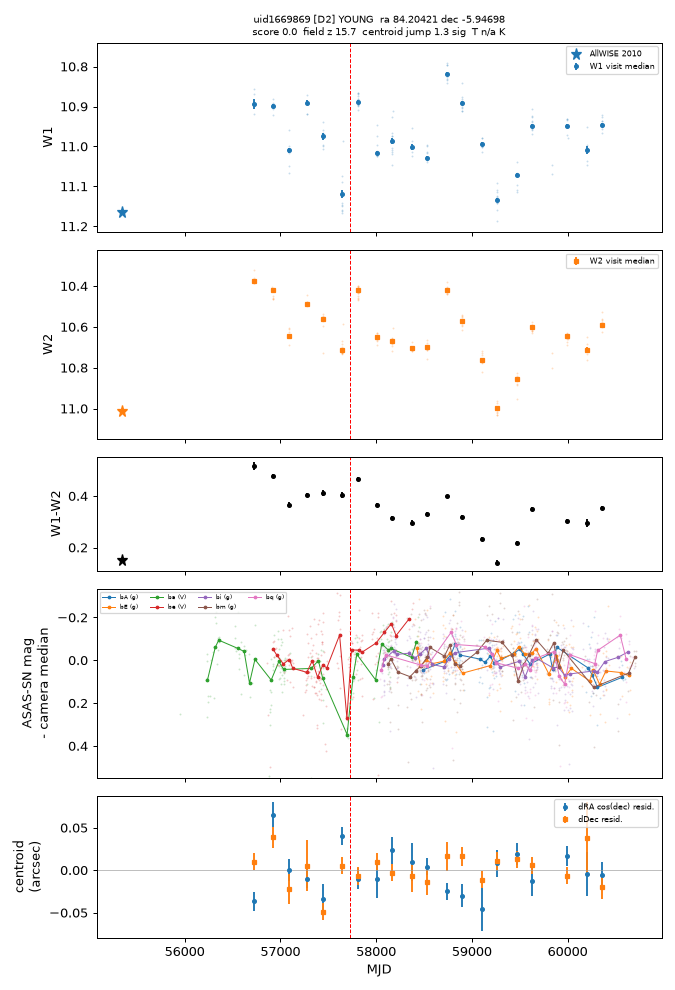 uid1669869 [D2] YOUNG ra 84.20421 dec -5.94698
score 0.0 field z 15.7 centroid jump 1.3 sig T n/a K
AllWISE 2010
W1 visit median
10.8
10.9
11.0
11.1
11.2
W1
W2 visit median
10.4
10.6
10.8
11.0
W2
0.4
0.2
W1-W2
bA (g)
bE (g)
ba (V)
be (V)
bi (g)
bm (g)
bq (g)
−0.2
0.0
0.2
0.4
ASAS-SN mag
- camera median
dRA cos(dec) resid.
dDec resid.
0.05
0.00
−0.05
centroid
(arcsec)
56000
57000
58000
59000
60000
MJD